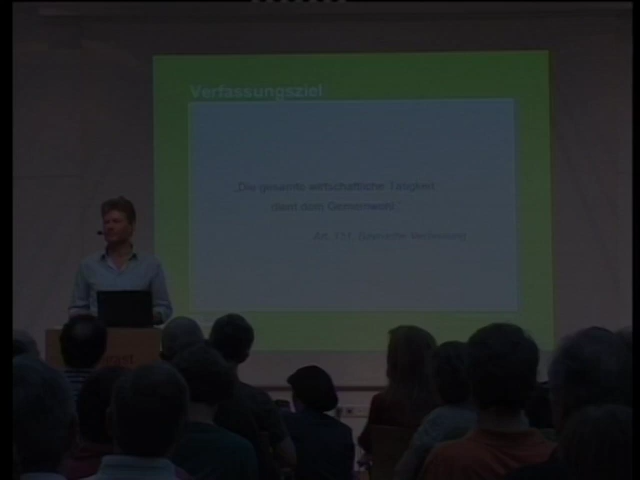 Verfassungsziel
„Die gesamte wirtschaftliche Tätigkeit
dient dem Gemeinwohl.
Art. 151, Bayerische Verfassung